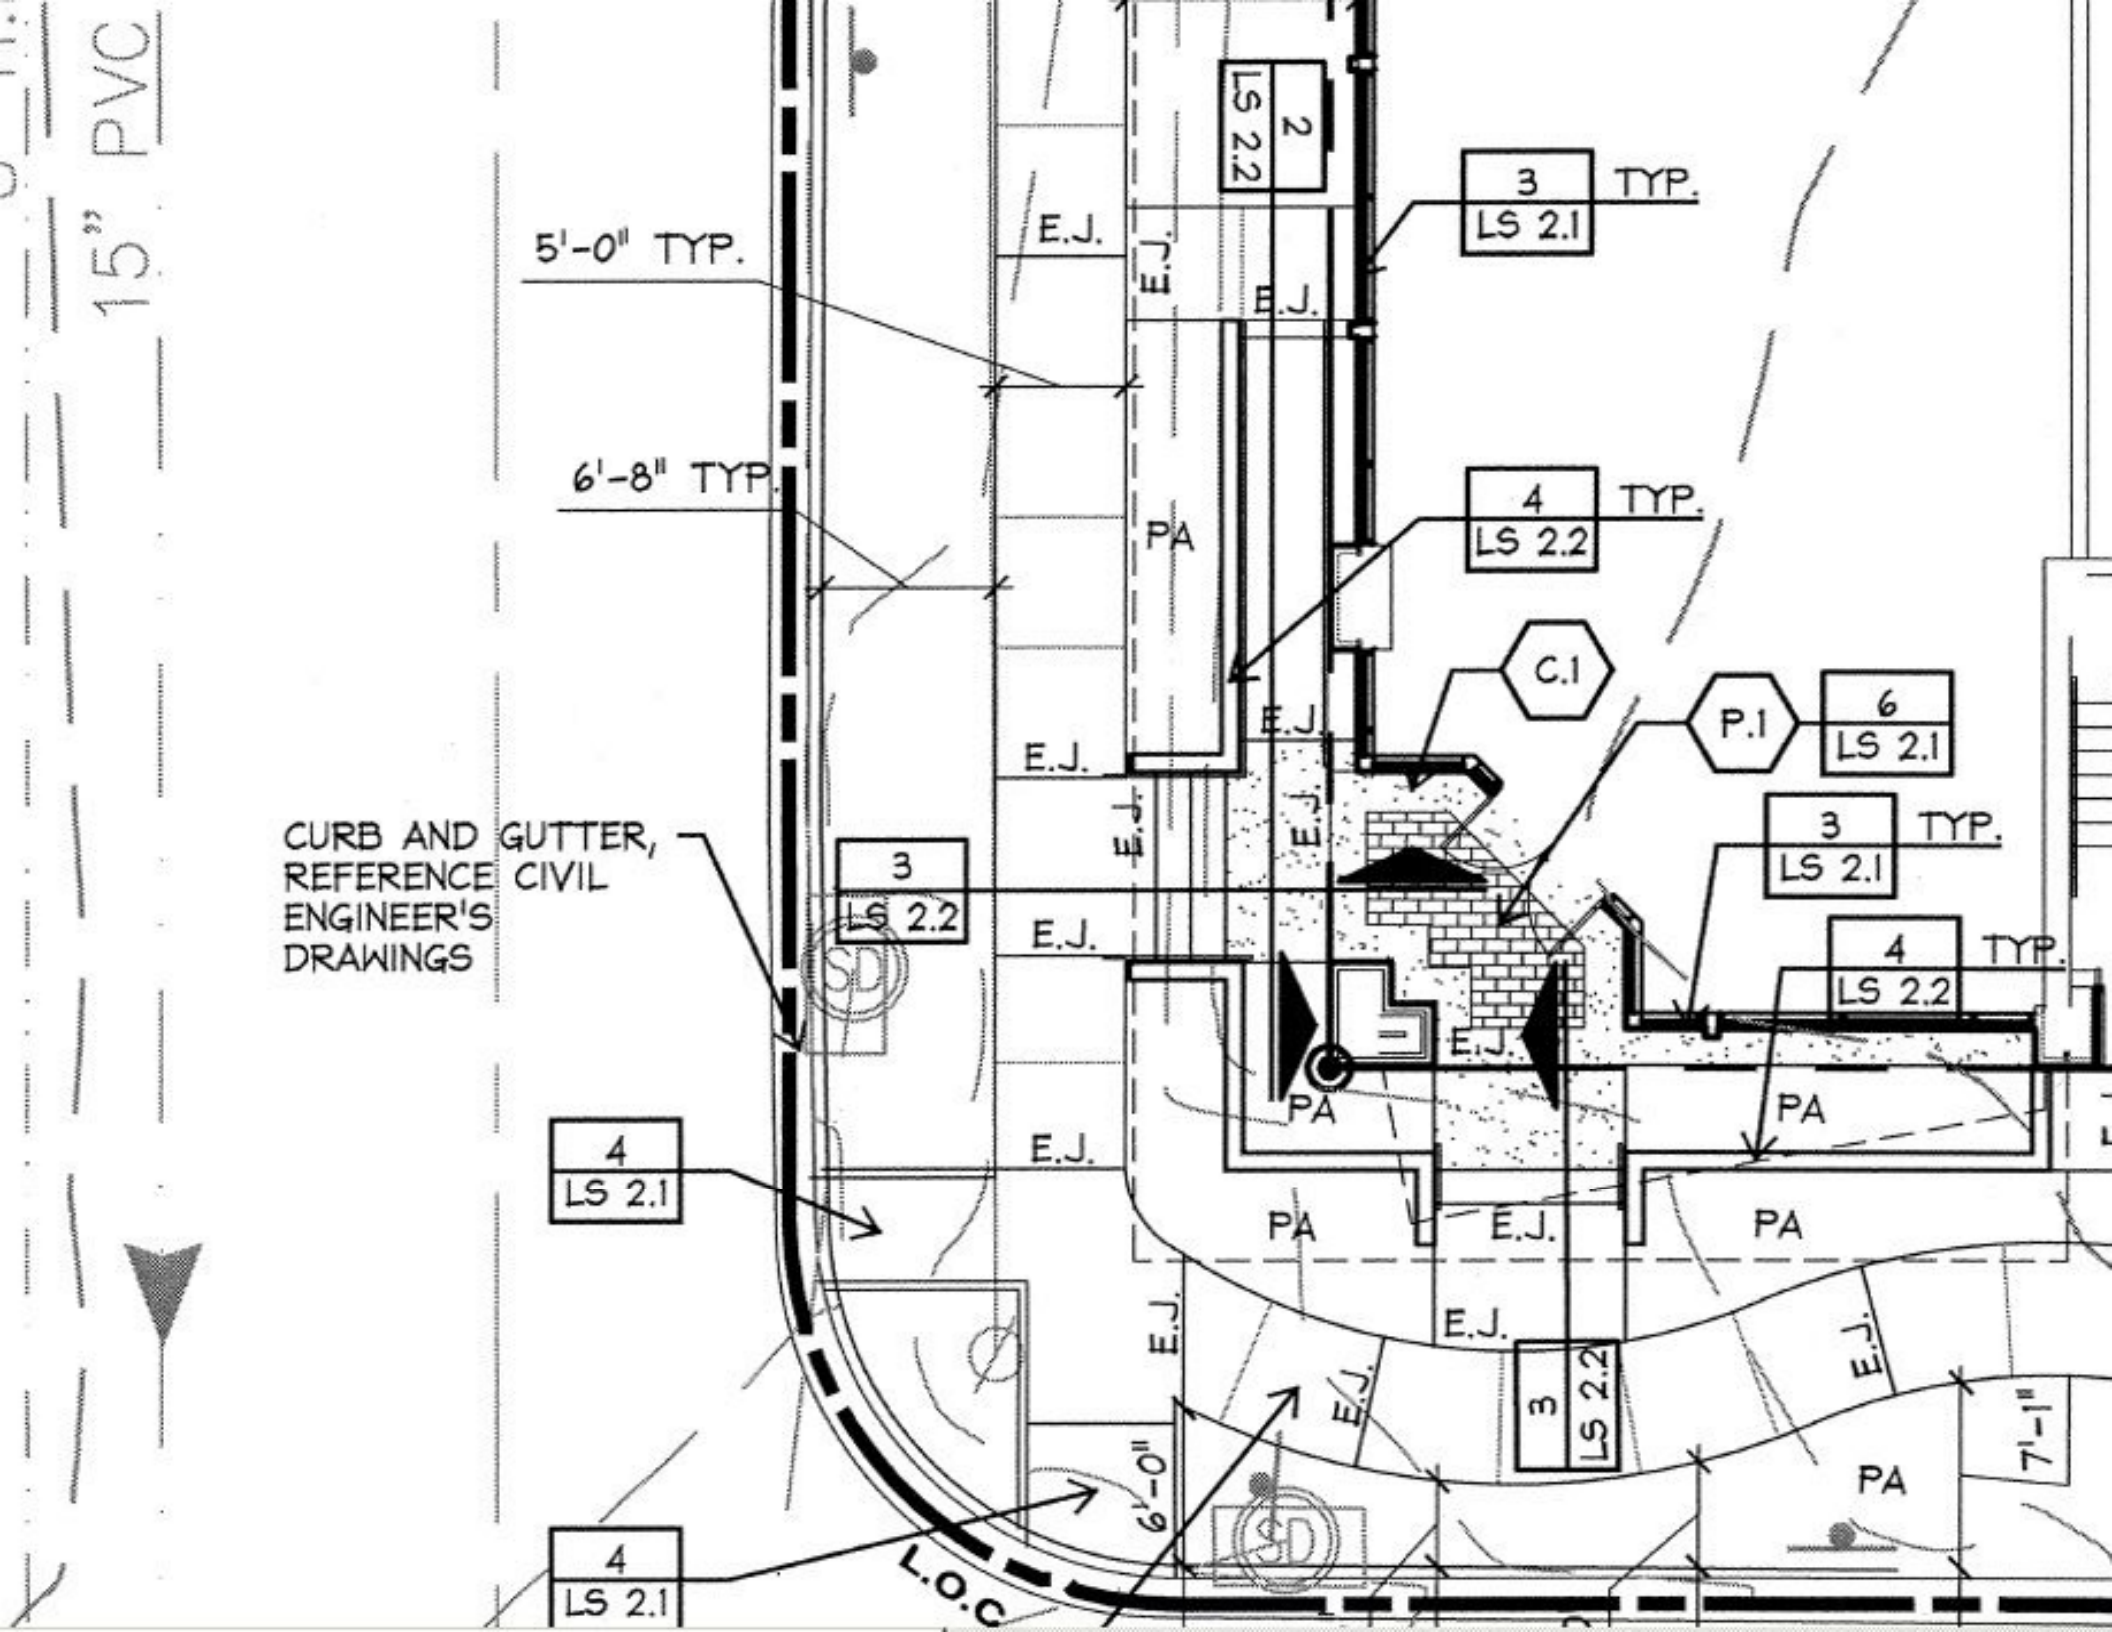 15" PVC
2
LS 2.2
3
LS 2.1
TYP.
5'-0" TYP.
E.J.
E.J.
E.J.
6'-8" TYP.
PA
4
LS 2.2
TYP.
C.1
P.1
6
LS 2.1
E.J.
E.J.
E.J.
E.J.
3
LS 2.1
TYP.
CURB AND GUTTER,
REFERENCE CIVIL
ENGINEER'S
DRAWINGS
3
LS 2.2
SD
E.J.
4
LS 2.2
TYP.
E.J.
PA
PA
4
LS 2.1
E.J.
PA
E.J.
PA
E.J.
E.J.
E.J.
E.J.
3
LS 2.2
7'-1"
PA
6'-0"
SD
4
LS 2.1
L.O.C